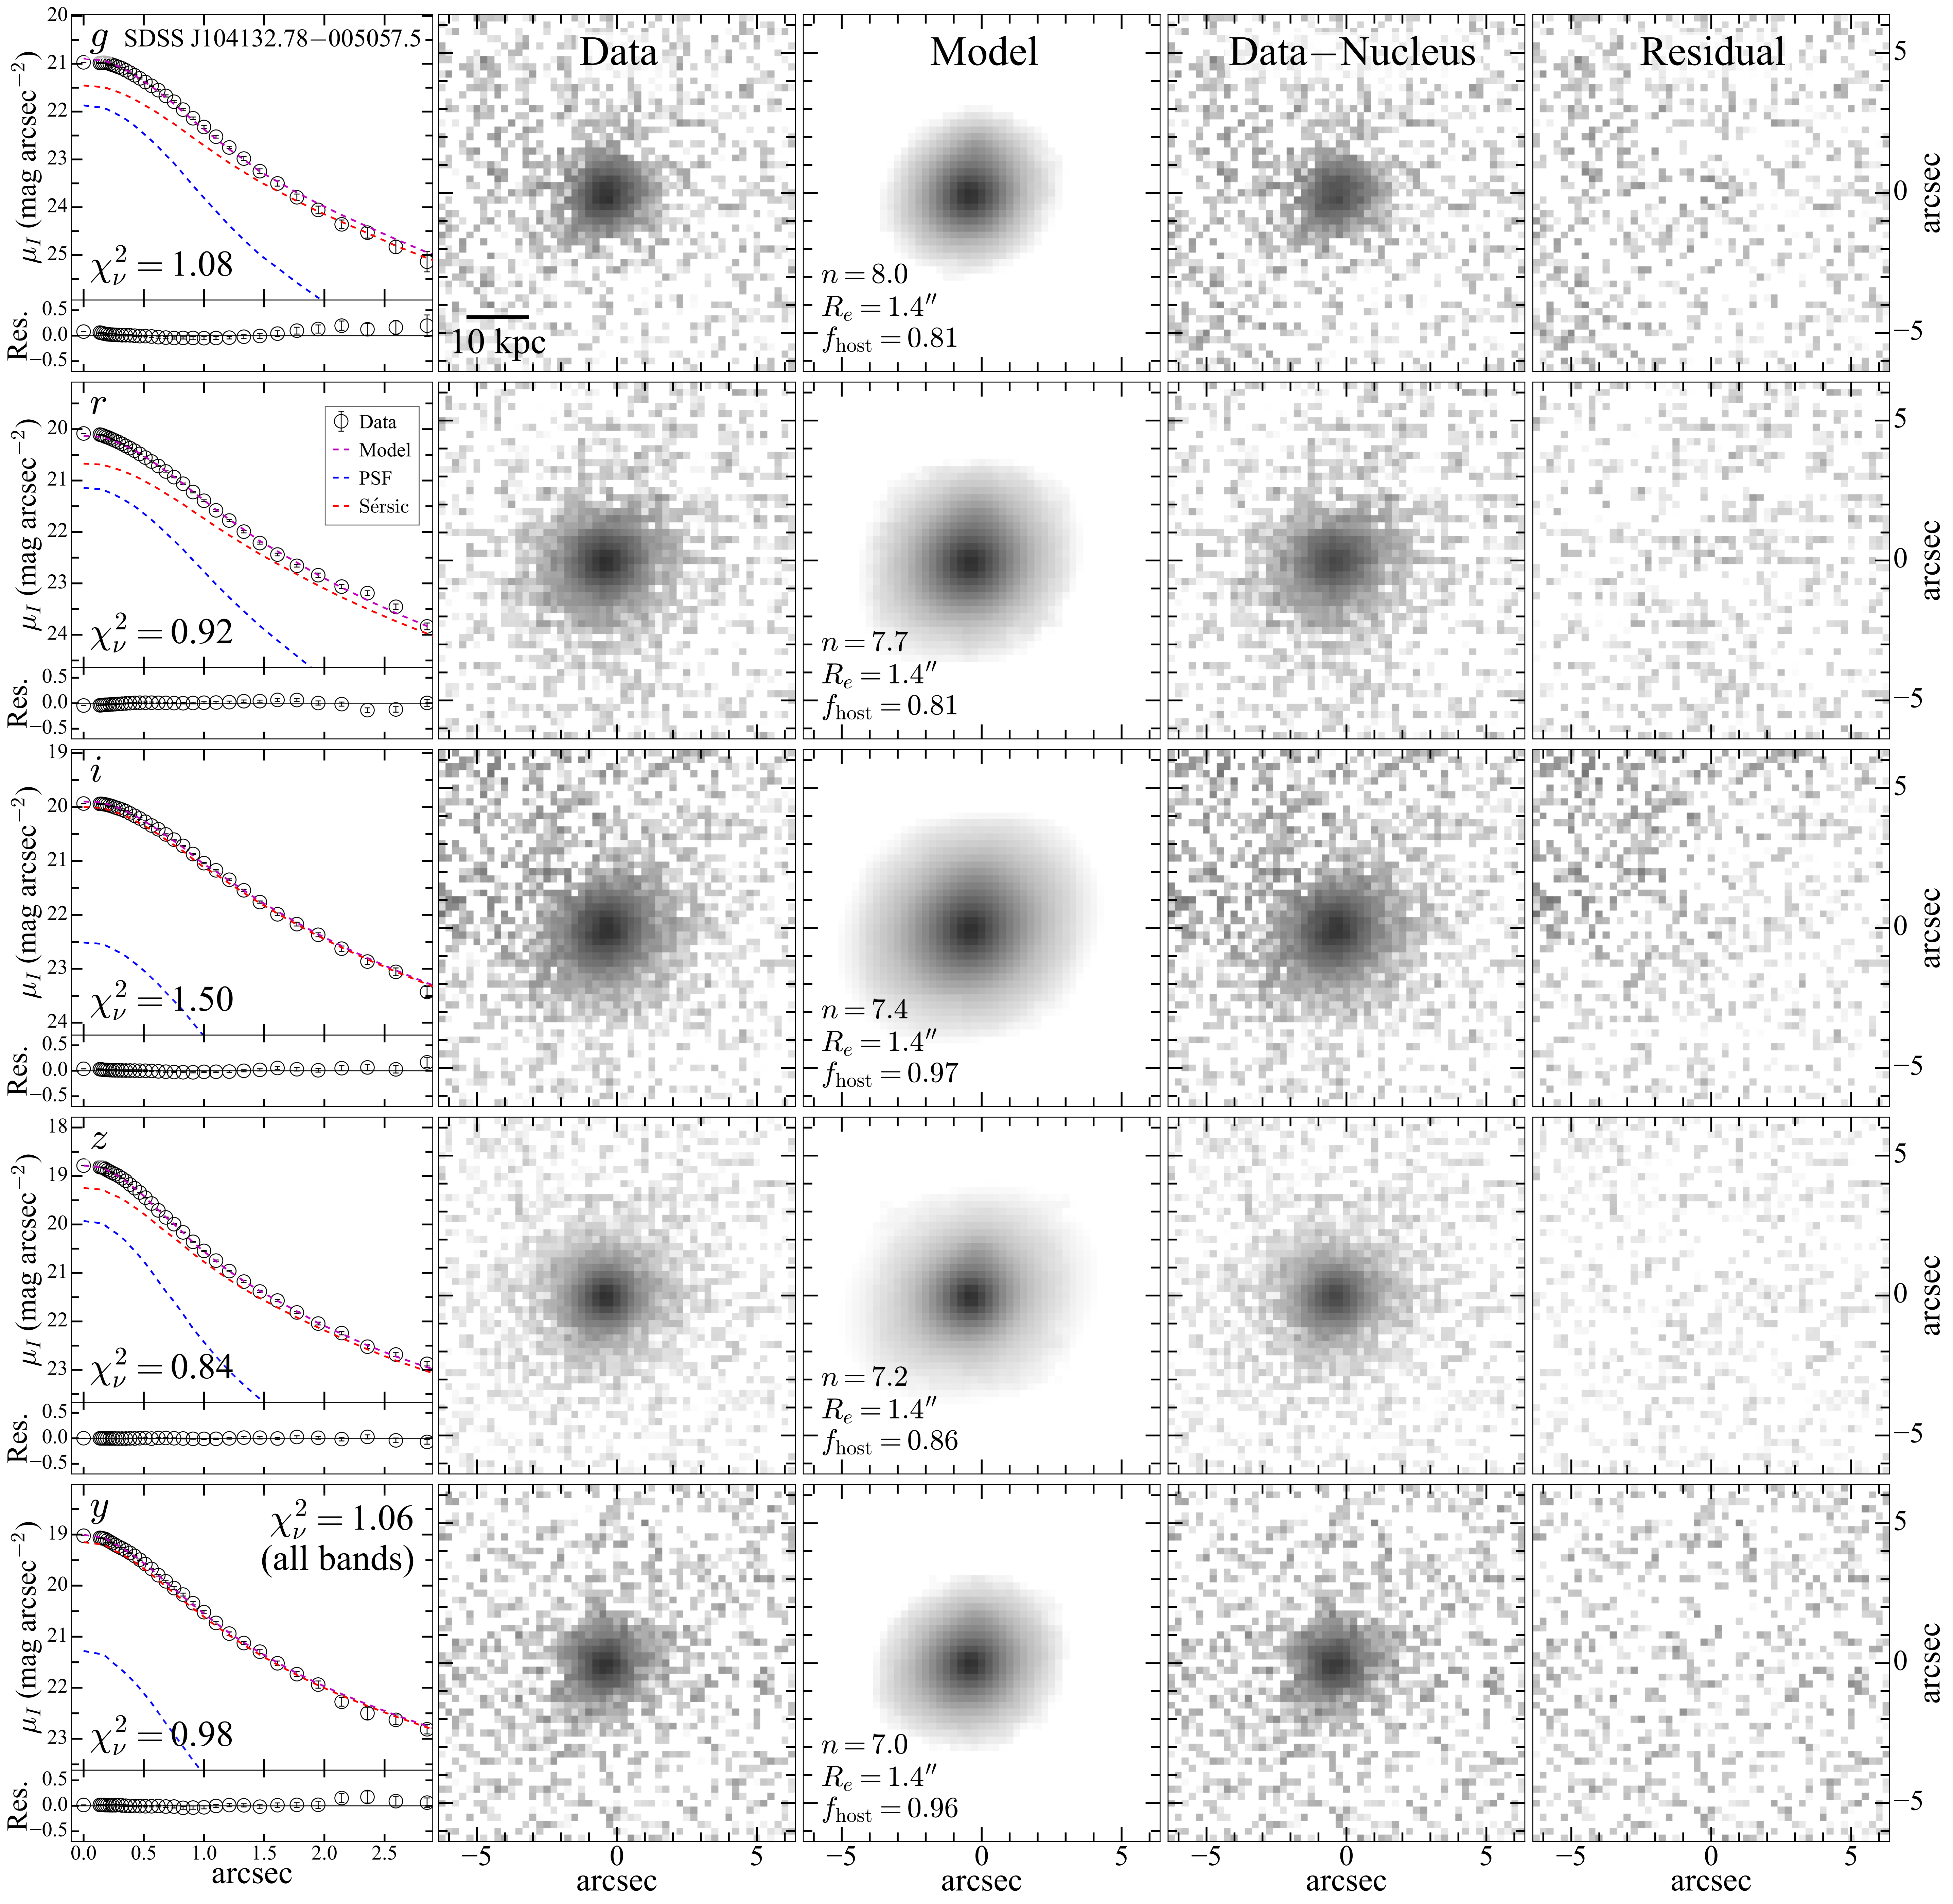 g SDSS J104132.78−005057.5
Data
Model
Data−Nucleus
Residual
20
21
22
23
24
25
μ_I (mag arcsec⁻²)
χ²_ν = 1.08
0.5
0.0
−0.5
Res.
10 kpc
n = 8.0
R_e = 1.4″
f_host = 0.81
5
0
−5
arcsec
r
Data
Model
PSF
Sérsic
20
21
22
23
24
μ_I (mag arcsec⁻²)
χ²_ν = 0.92
0.5
0.0
−0.5
Res.
n = 7.7
R_e = 1.4″
f_host = 0.81
5
0
−5
arcsec
i
19
20
21
22
23
24
μ_I (mag arcsec⁻²)
χ²_ν = 1.50
0.5
0.0
−0.5
Res.
n = 7.4
R_e = 1.4″
f_host = 0.97
5
0
−5
arcsec
z
18
19
20
21
22
23
μ_I (mag arcsec⁻²)
χ²_ν = 0.84
0.5
0.0
−0.5
Res.
n = 7.2
R_e = 1.4″
f_host = 0.86
5
0
−5
arcsec
y
χ²_ν = 1.06
(all bands)
19
20
21
22
23
μ_I (mag arcsec⁻²)
χ²_ν = 0.98
0.5
0.0
−0.5
Res.
n = 7.0
R_e = 1.4″
f_host = 0.96
5
0
−5
arcsec
0.0 0.5 1.0 1.5 2.0 2.5
arcsec
−5 0 5
arcsec
−5 0 5
arcsec
−5 0 5
arcsec
−5 0 5
arcsec